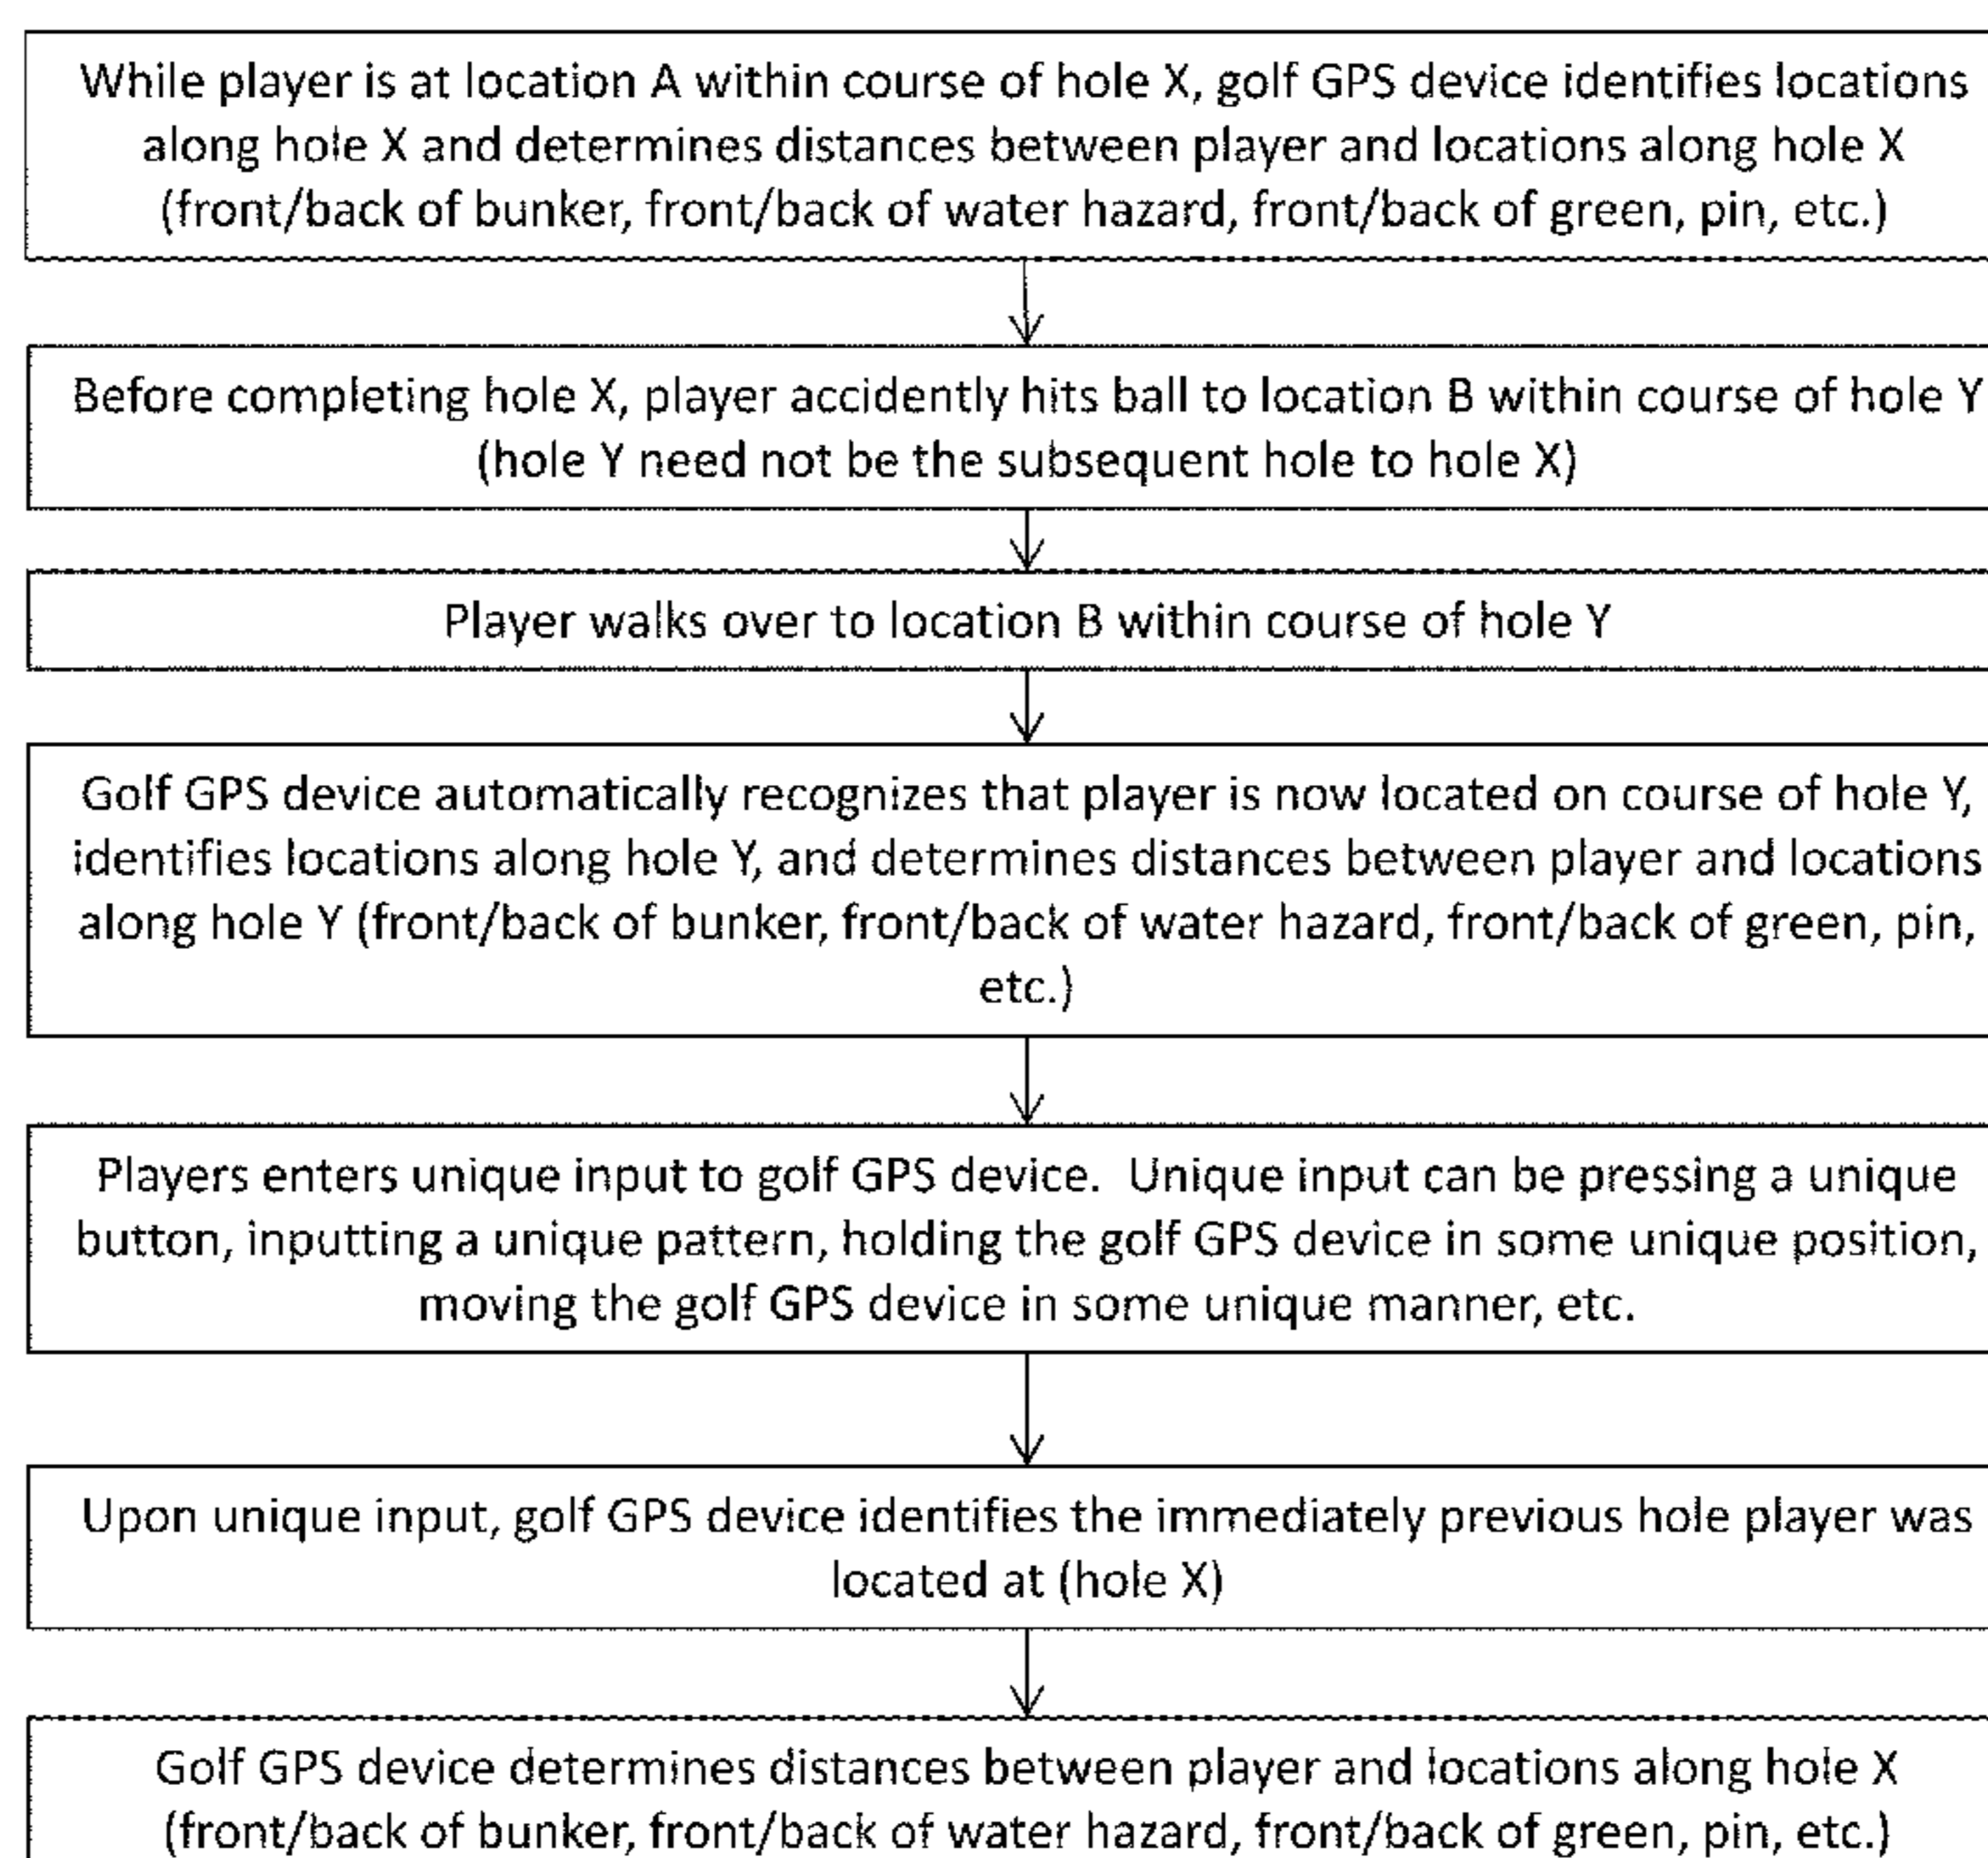 While player is at location A within course of hole X, golf GPS device identifies locations
along hole X and determines distances between player and locations along hole X
(front/back of bunker, front/back of water hazard, front/back of green, pin, etc.)
Before completing hole X, player accidently hits ball to location B within course of hole Y
(hole Y need not be the subsequent hole to hole X)
Player walks over to location B within course of hole Y
Golf GPS device automatically recognizes that player is now located on course of hole Y,
identifies locations along hole Y, and determines distances between player and locations
along hole Y (front/back of bunker, front/back of water hazard, front/back of green, pin,
etc.)
Players enters unique input to golf GPS device.  Unique input can be pressing a unique
button, inputting a unique pattern, holding the golf GPS device in some unique position,
moving the golf GPS device in some unique manner, etc.
Upon unique input, golf GPS device identifies the immediately previous hole player was
located at (hole X)
Golf GPS device determines distances between player and locations along hole X
(front/back of bunker, front/back of water hazard, front/back of green, pin, etc.)